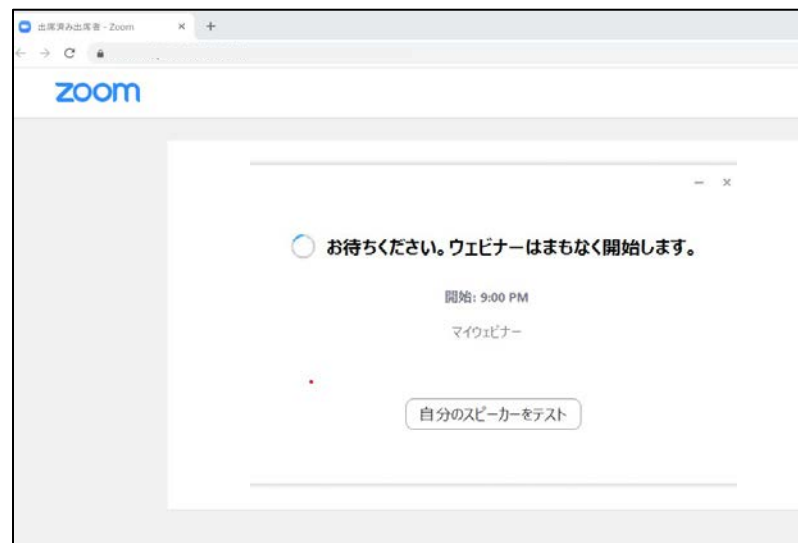 出席済み出席者 - Zoom
zoom
お待ちください。ウェビナーはまもなく開始します。
開始: 9:00 PM
マイウェビナー
自分のスピーカーをテスト